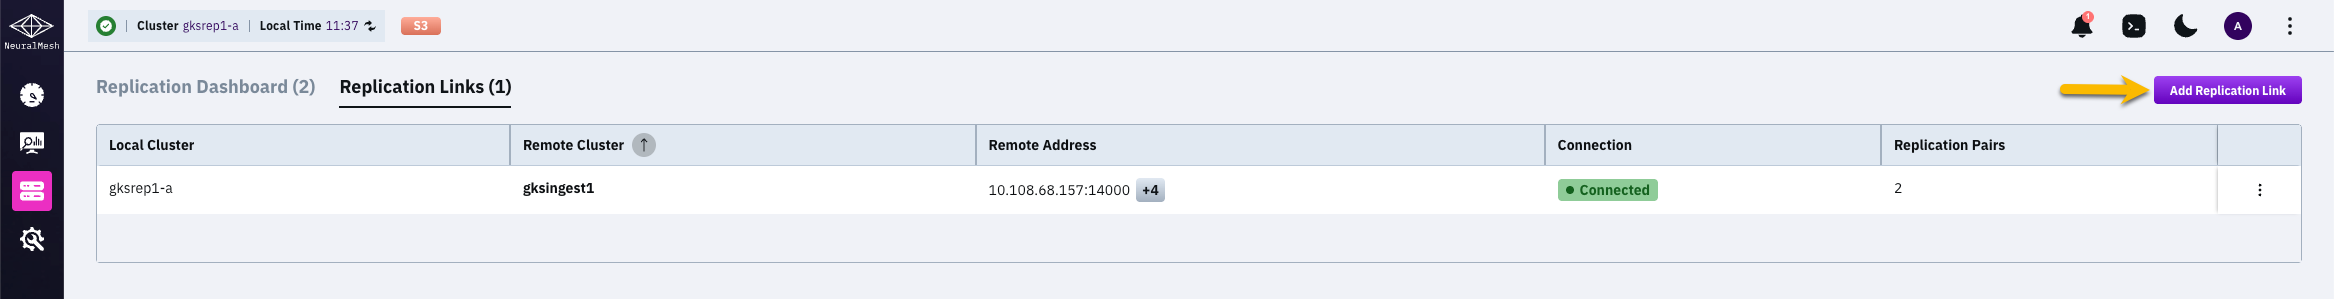 NeuralMesh
Cluster gksrep1-a | Local Time 11:37
S3
1
A
Replication Dashboard (2)
Replication Links (1)
Add Replication Link
Local Cluster
Remote Cluster ↑
Remote Address
Connection
Replication Pairs
gksrep1-a
gksingest1
10.108.68.157:14000 +4
Connected
2